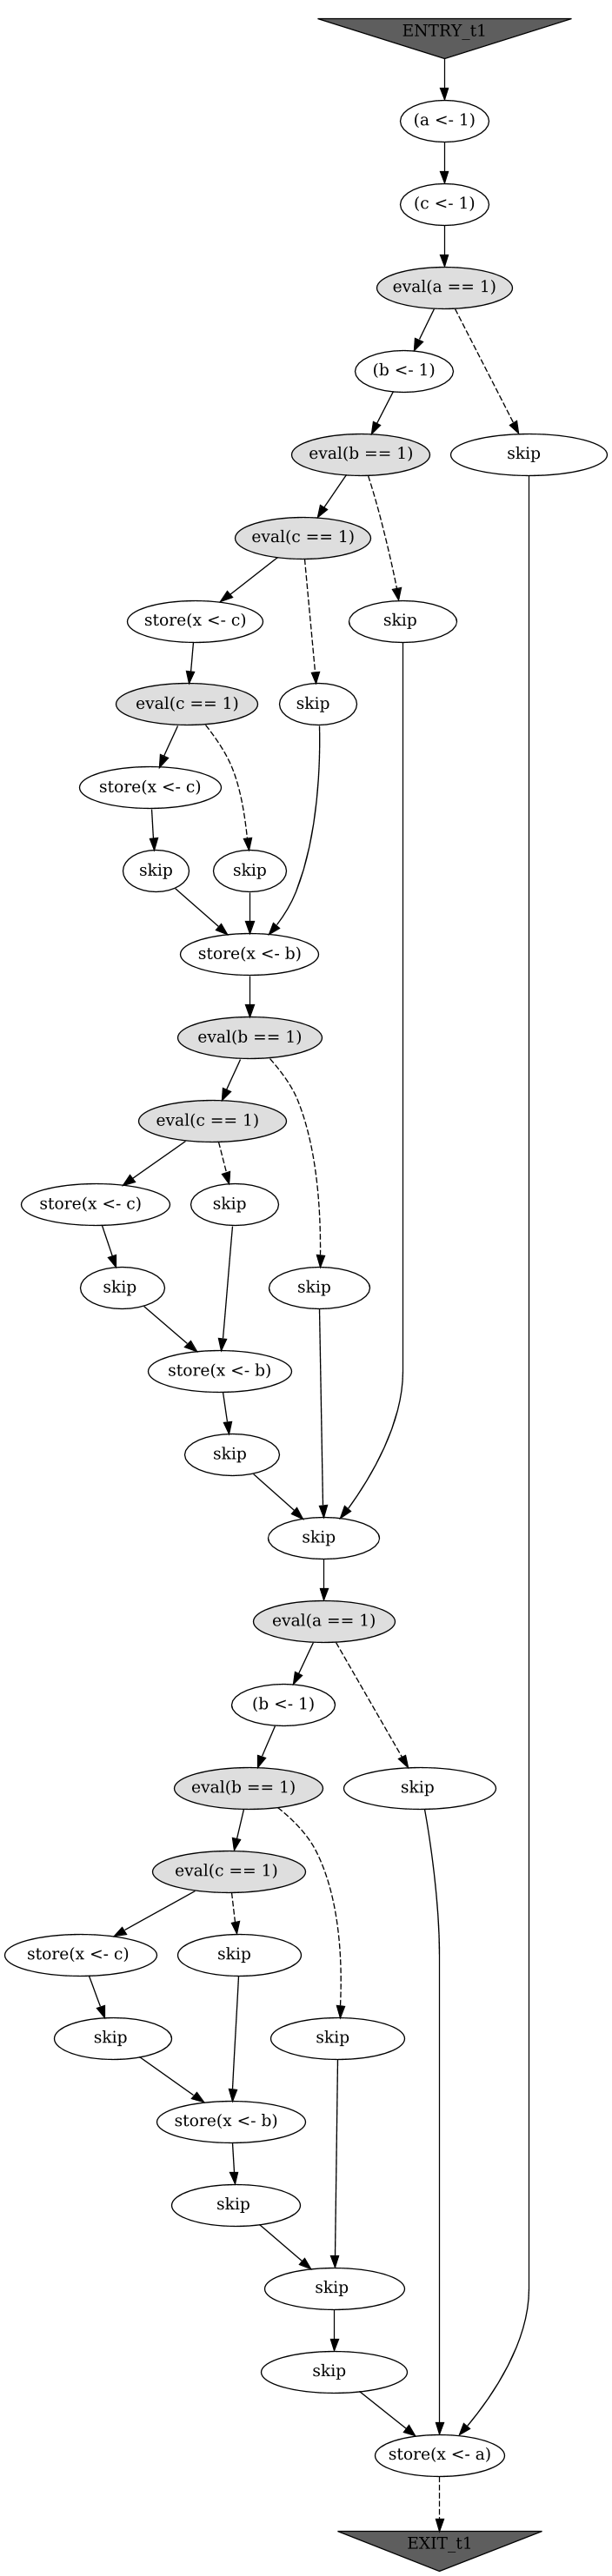 ENTRY_t1
(a <- 1)
(c <- 1)
eval(a == 1)
(b <- 1)
eval(b == 1)
skip
eval(c == 1)
store(x <- c)
skip
eval(c == 1)
skip
store(x <- c)
skip
skip
store(x <- b)
eval(b == 1)
eval(c == 1)
store(x <- c)
skip
skip
skip
store(x <- b)
skip
skip
eval(a == 1)
(b <- 1)
eval(b == 1)
skip
eval(c == 1)
store(x <- c)
skip
skip
skip
store(x <- b)
skip
skip
skip
store(x <- a)
EXIT_t1